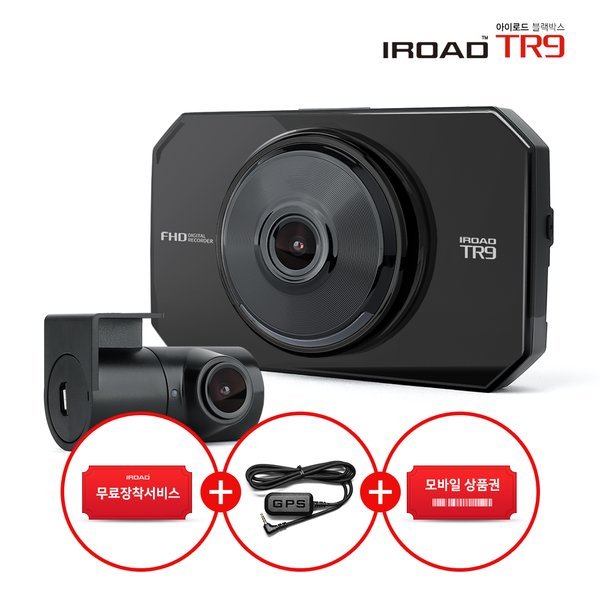 아이로드 블랙박스
IROAD™ TR9
FHD DIGITAL RECORDER
IROAD
TR9
IROAD
무료장착서비스
GPS
모바일 상품권